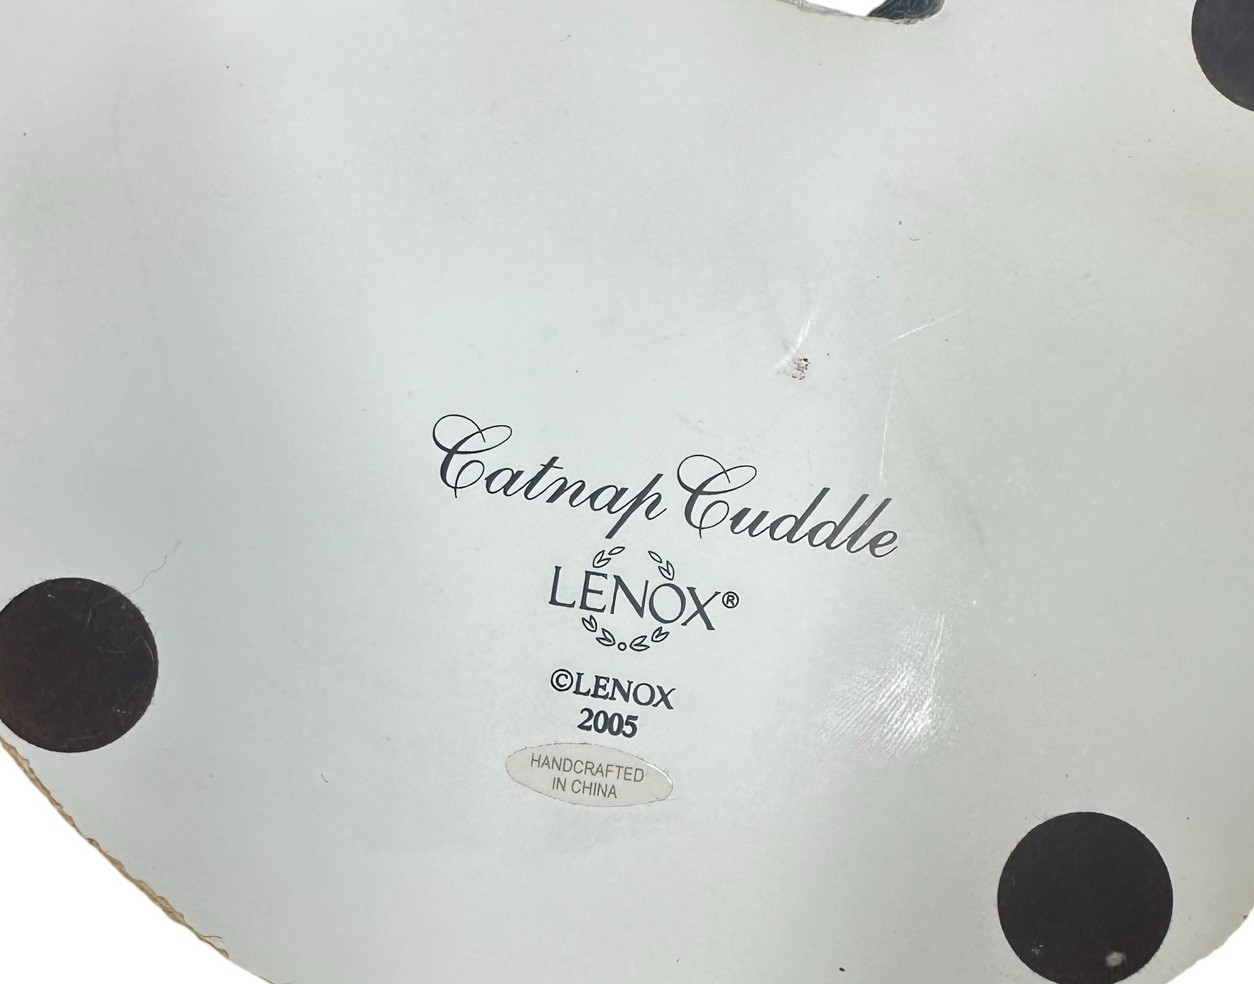 Catnap Cuddle
LENOX®
©LENOX
2005
HANDCRAFTED
IN CHINA